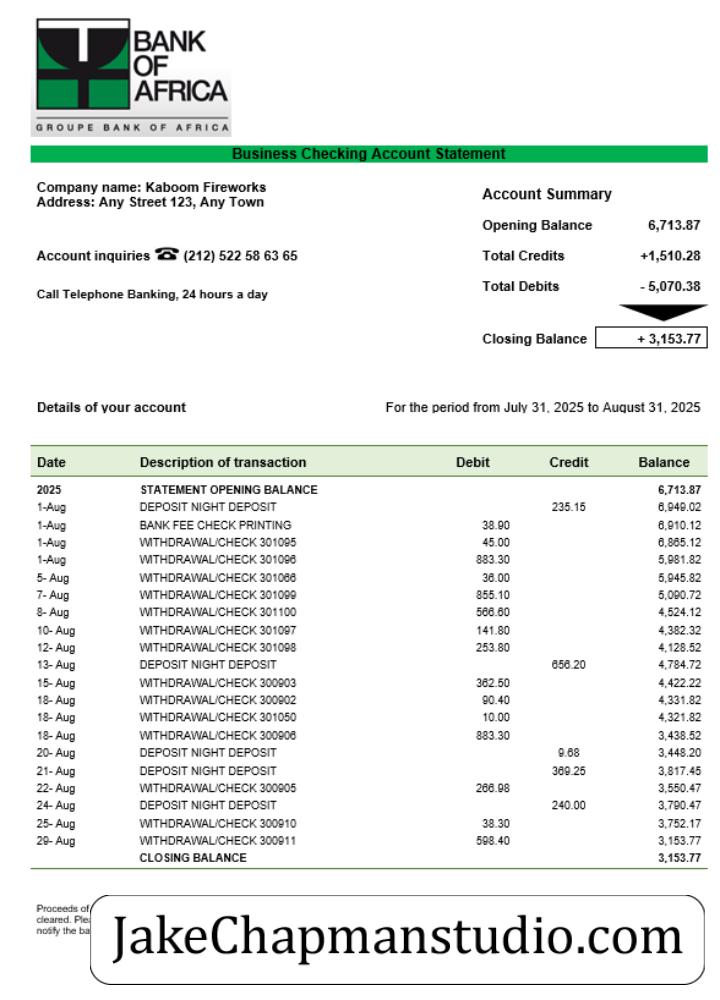 BANK
OF
AFRICA
GROUPE BANK OF AFRICA
Business Checking Account Statement
Company name: Kaboom Fireworks
Address: Any Street 123, Any Town
Account inquiries ☎ (212) 522 58 63 65
Call Telephone Banking, 24 hours a day
Account Summary
Opening Balance 6,713.87
Total Credits +1,510.28
Total Debits - 5,070.38
Closing Balance + 3,153.77
Details of your account For the period from July 31, 2025 to August 31, 2025
Date Description of transaction Debit Credit Balance
2025 STATEMENT OPENING BALANCE 6,713.87
1-Aug DEPOSIT NIGHT DEPOSIT 235.15 6,949.02
1-Aug BANK FEE CHECK PRINTING 38.90 6,910.12
1-Aug WITHDRAWAL/CHECK 301095 45.00 6,865.12
1-Aug WITHDRAWAL/CHECK 301096 883.30 5,981.82
5- Aug WITHDRAWAL/CHECK 301066 36.00 5,945.82
7- Aug WITHDRAWAL/CHECK 301099 855.10 5,090.72
8- Aug WITHDRAWAL/CHECK 301100 566.60 4,524.12
10- Aug WITHDRAWAL/CHECK 301097 141.80 4,382.32
12- Aug WITHDRAWAL/CHECK 301098 253.80 4,128.52
13- Aug DEPOSIT NIGHT DEPOSIT 656.20 4,784.72
15- Aug WITHDRAWAL/CHECK 300903 362.50 4,422.22
18- Aug WITHDRAWAL/CHECK 300902 90.40 4,331.82
18- Aug WITHDRAWAL/CHECK 301050 10.00 4,321.82
18- Aug WITHDRAWAL/CHECK 300906 883.30 3,438.52
20- Aug DEPOSIT NIGHT DEPOSIT 9.68 3,448.20
21- Aug DEPOSIT NIGHT DEPOSIT 369.25 3,817.45
22- Aug WITHDRAWAL/CHECK 300905 266.98 3,550.47
24- Aug DEPOSIT NIGHT DEPOSIT 240.00 3,790.47
25- Aug WITHDRAWAL/CHECK 300910 38.30 3,752.17
29- Aug WITHDRAWAL/CHECK 300911 598.40 3,153.77
CLOSING BALANCE 3,153.77
Proceeds of
cleared.
notify the
JakeChapmanstudio.com